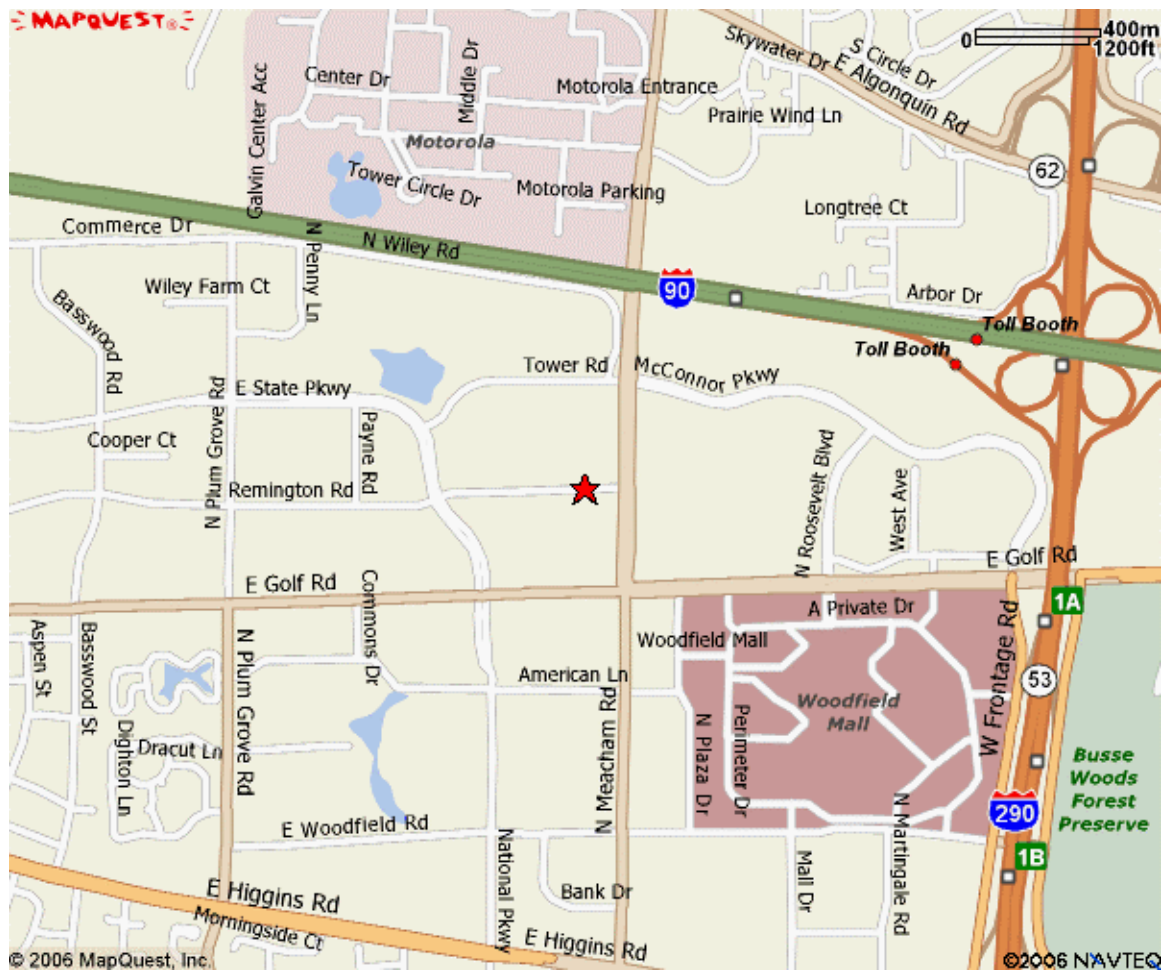 MAPQUEST®
400m
0
1200ft
Skywater Dr
S Circle Dr
E Algonquin Rd
Center Dr
Middle Dr
Motorola Entrance
Galvin Center Acc
Prairie Wind Ln
Motorola
62
Tower Circle Dr
Motorola Parking
Longtree Ct
Commerce Dr
N Penny Ln
N Wiley Rd
Wiley Farm Ct
90
Arbor Dr
Basswood Rd
Toll Booth
Toll Booth
Tower Rd
McConnor Pkwy
E State Pkwy
N Plum Grove Rd
Payne Rd
Cooper Ct
N Roosevelt Blvd
West Ave
Remington Rd
E Golf Rd
E Golf Rd
Commons Dr
1A
A Private Dr
Aspen St
Basswood St
N Plum Grove Rd
Woodfield Mall
W Frontage Rd
American Ln
53
Woodfield
Mall
Dighton Ln
Dracut Ln
N Meacham Rd
N Plaza Dr
Perimeter Dr
Busse
Woods
Forest
Preserve
290
E Woodfield Rd
N Martingale Rd
1B
National Pkwy
Mall Dr
E Higgins Rd
Bank Dr
Morningside Ct
E Higgins Rd
© 2006 MapQuest, Inc.
©2006 NAVTEQ